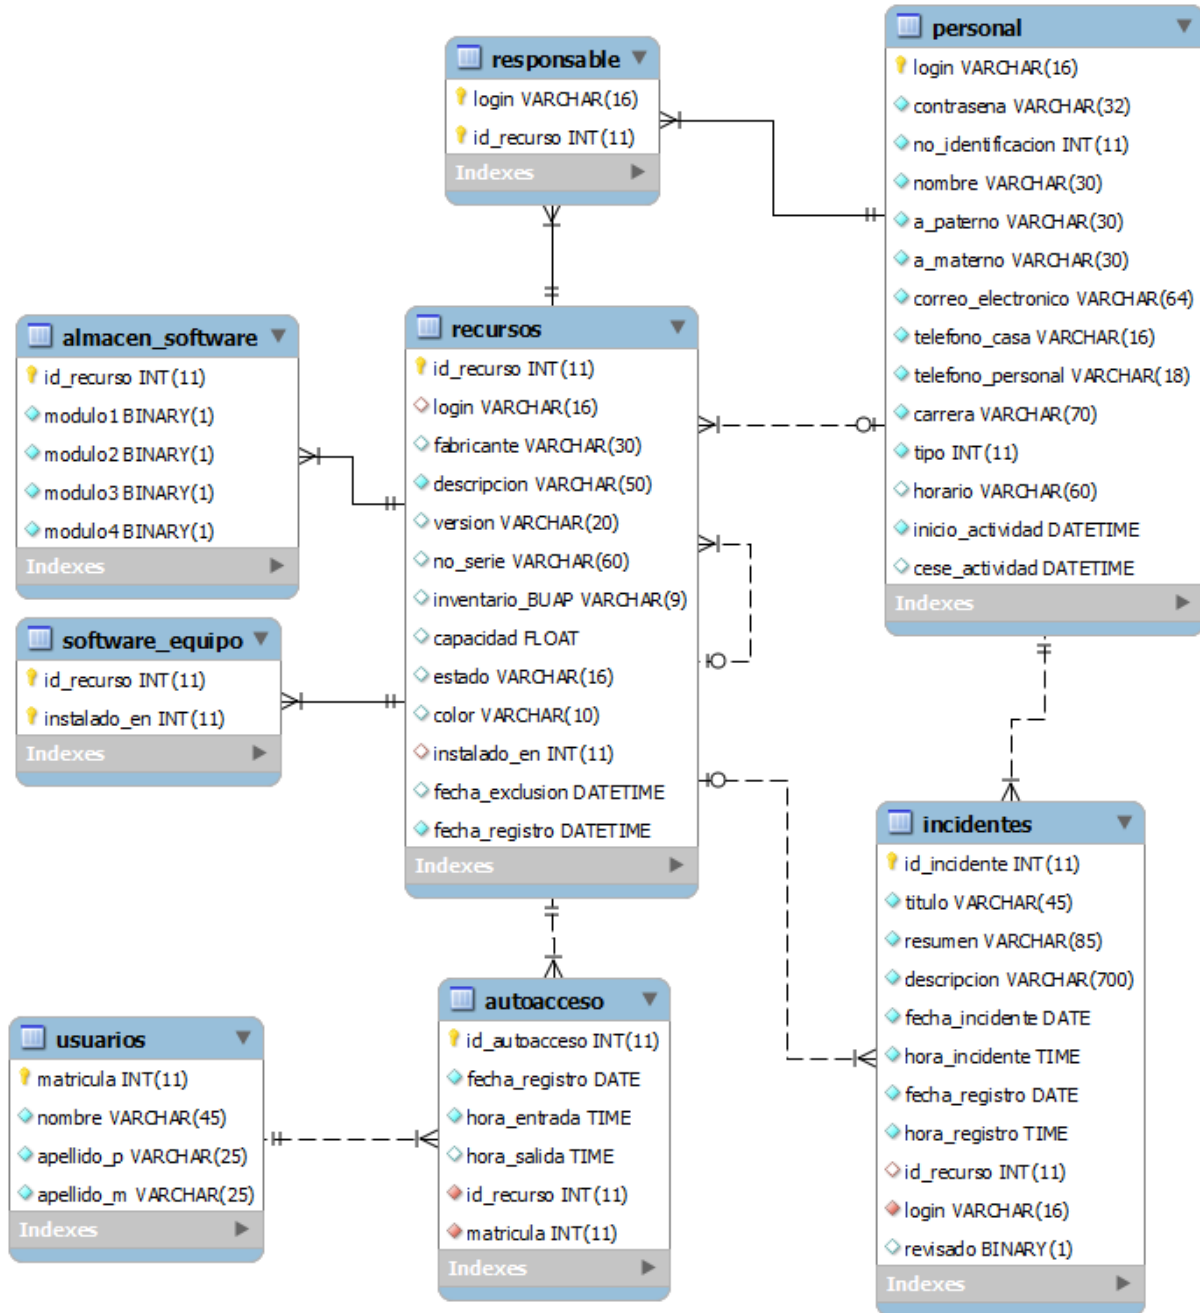 responsable
login VARCHAR(16)
id_recurso INT(11)
Indexes
personal
login VARCHAR(16)
contrasena VARCHAR(32)
no_identificacion INT(11)
nombre VARCHAR(30)
a_paterno VARCHAR(30)
a_materno VARCHAR(30)
correo_electronico VARCHAR(64)
telefono_casa VARCHAR(16)
telefono_personal VARCHAR(18)
carrera VARCHAR(70)
tipo INT(11)
horario VARCHAR(60)
inicio_actividad DATETIME
cese_actividad DATETIME
Indexes
almacen_software
id_recurso INT(11)
modulo1 BINARY(1)
modulo2 BINARY(1)
modulo3 BINARY(1)
modulo4 BINARY(1)
Indexes
software_equipo
id_recurso INT(11)
instalado_en INT(11)
Indexes
recursos
id_recurso INT(11)
login VARCHAR(16)
fabricante VARCHAR(30)
descripcion VARCHAR(50)
version VARCHAR(20)
no_serie VARCHAR(60)
inventario_BUAP VARCHAR(9)
capacidad FLOAT
estado VARCHAR(16)
color VARCHAR(10)
instalado_en INT(11)
fecha_exclusion DATETIME
fecha_registro DATETIME
Indexes
incidentes
id_incidente INT(11)
titulo VARCHAR(45)
resumen VARCHAR(85)
descripcion VARCHAR(700)
fecha_incidente DATE
hora_incidente TIME
fecha_registro DATE
hora_registro TIME
id_recurso INT(11)
login VARCHAR(16)
revisado BINARY(1)
Indexes
usuarios
matricula INT(11)
nombre VARCHAR(45)
apellido_p VARCHAR(25)
apellido_m VARCHAR(25)
Indexes
autoacceso
id_autoacceso INT(11)
fecha_registro DATE
hora_entrada TIME
hora_salida TIME
id_recurso INT(11)
matricula INT(11)
Indexes